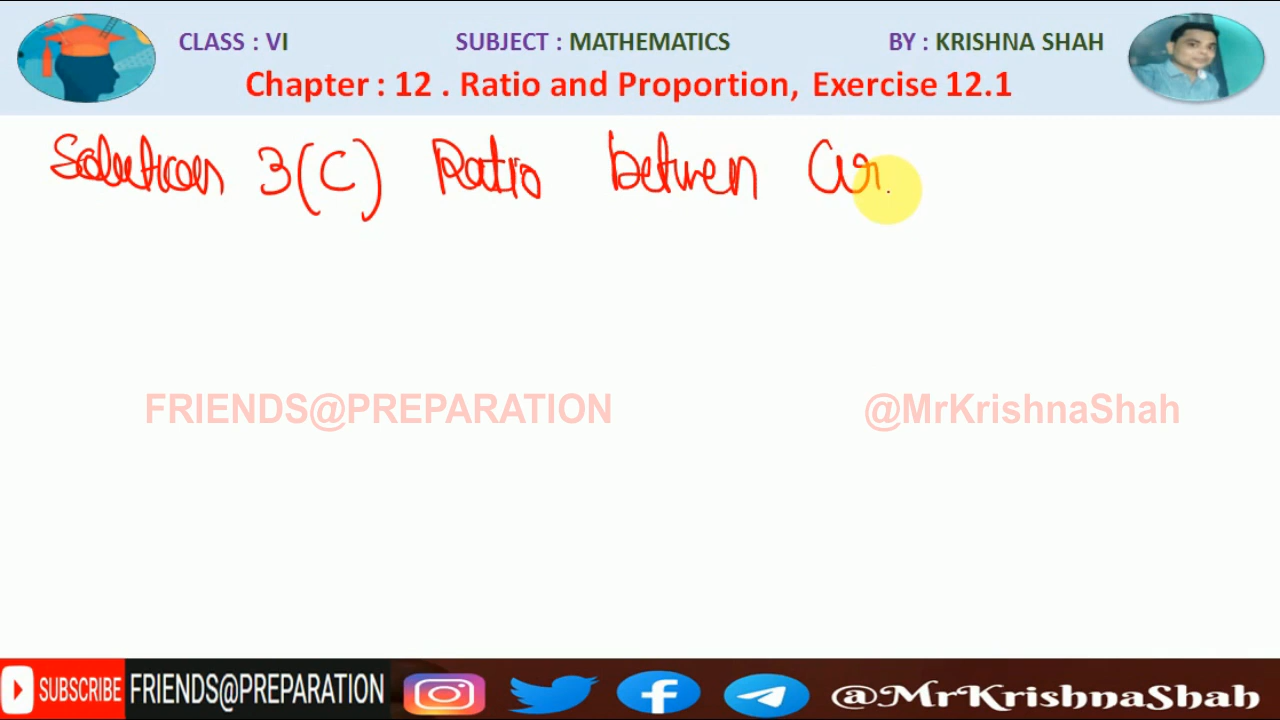 CLASS : VI SUBJECT : MATHEMATICS BY : KRISHNA SHAH
Chapter : 12 . Ratio and Proportion, Exercise 12.1
Solution 3(C) Ratio between
FRIENDS@PREPARATION @MrKrishnaShah
SUBSCRIBE FRIENDS@PREPARATION @MrKrishnaShah